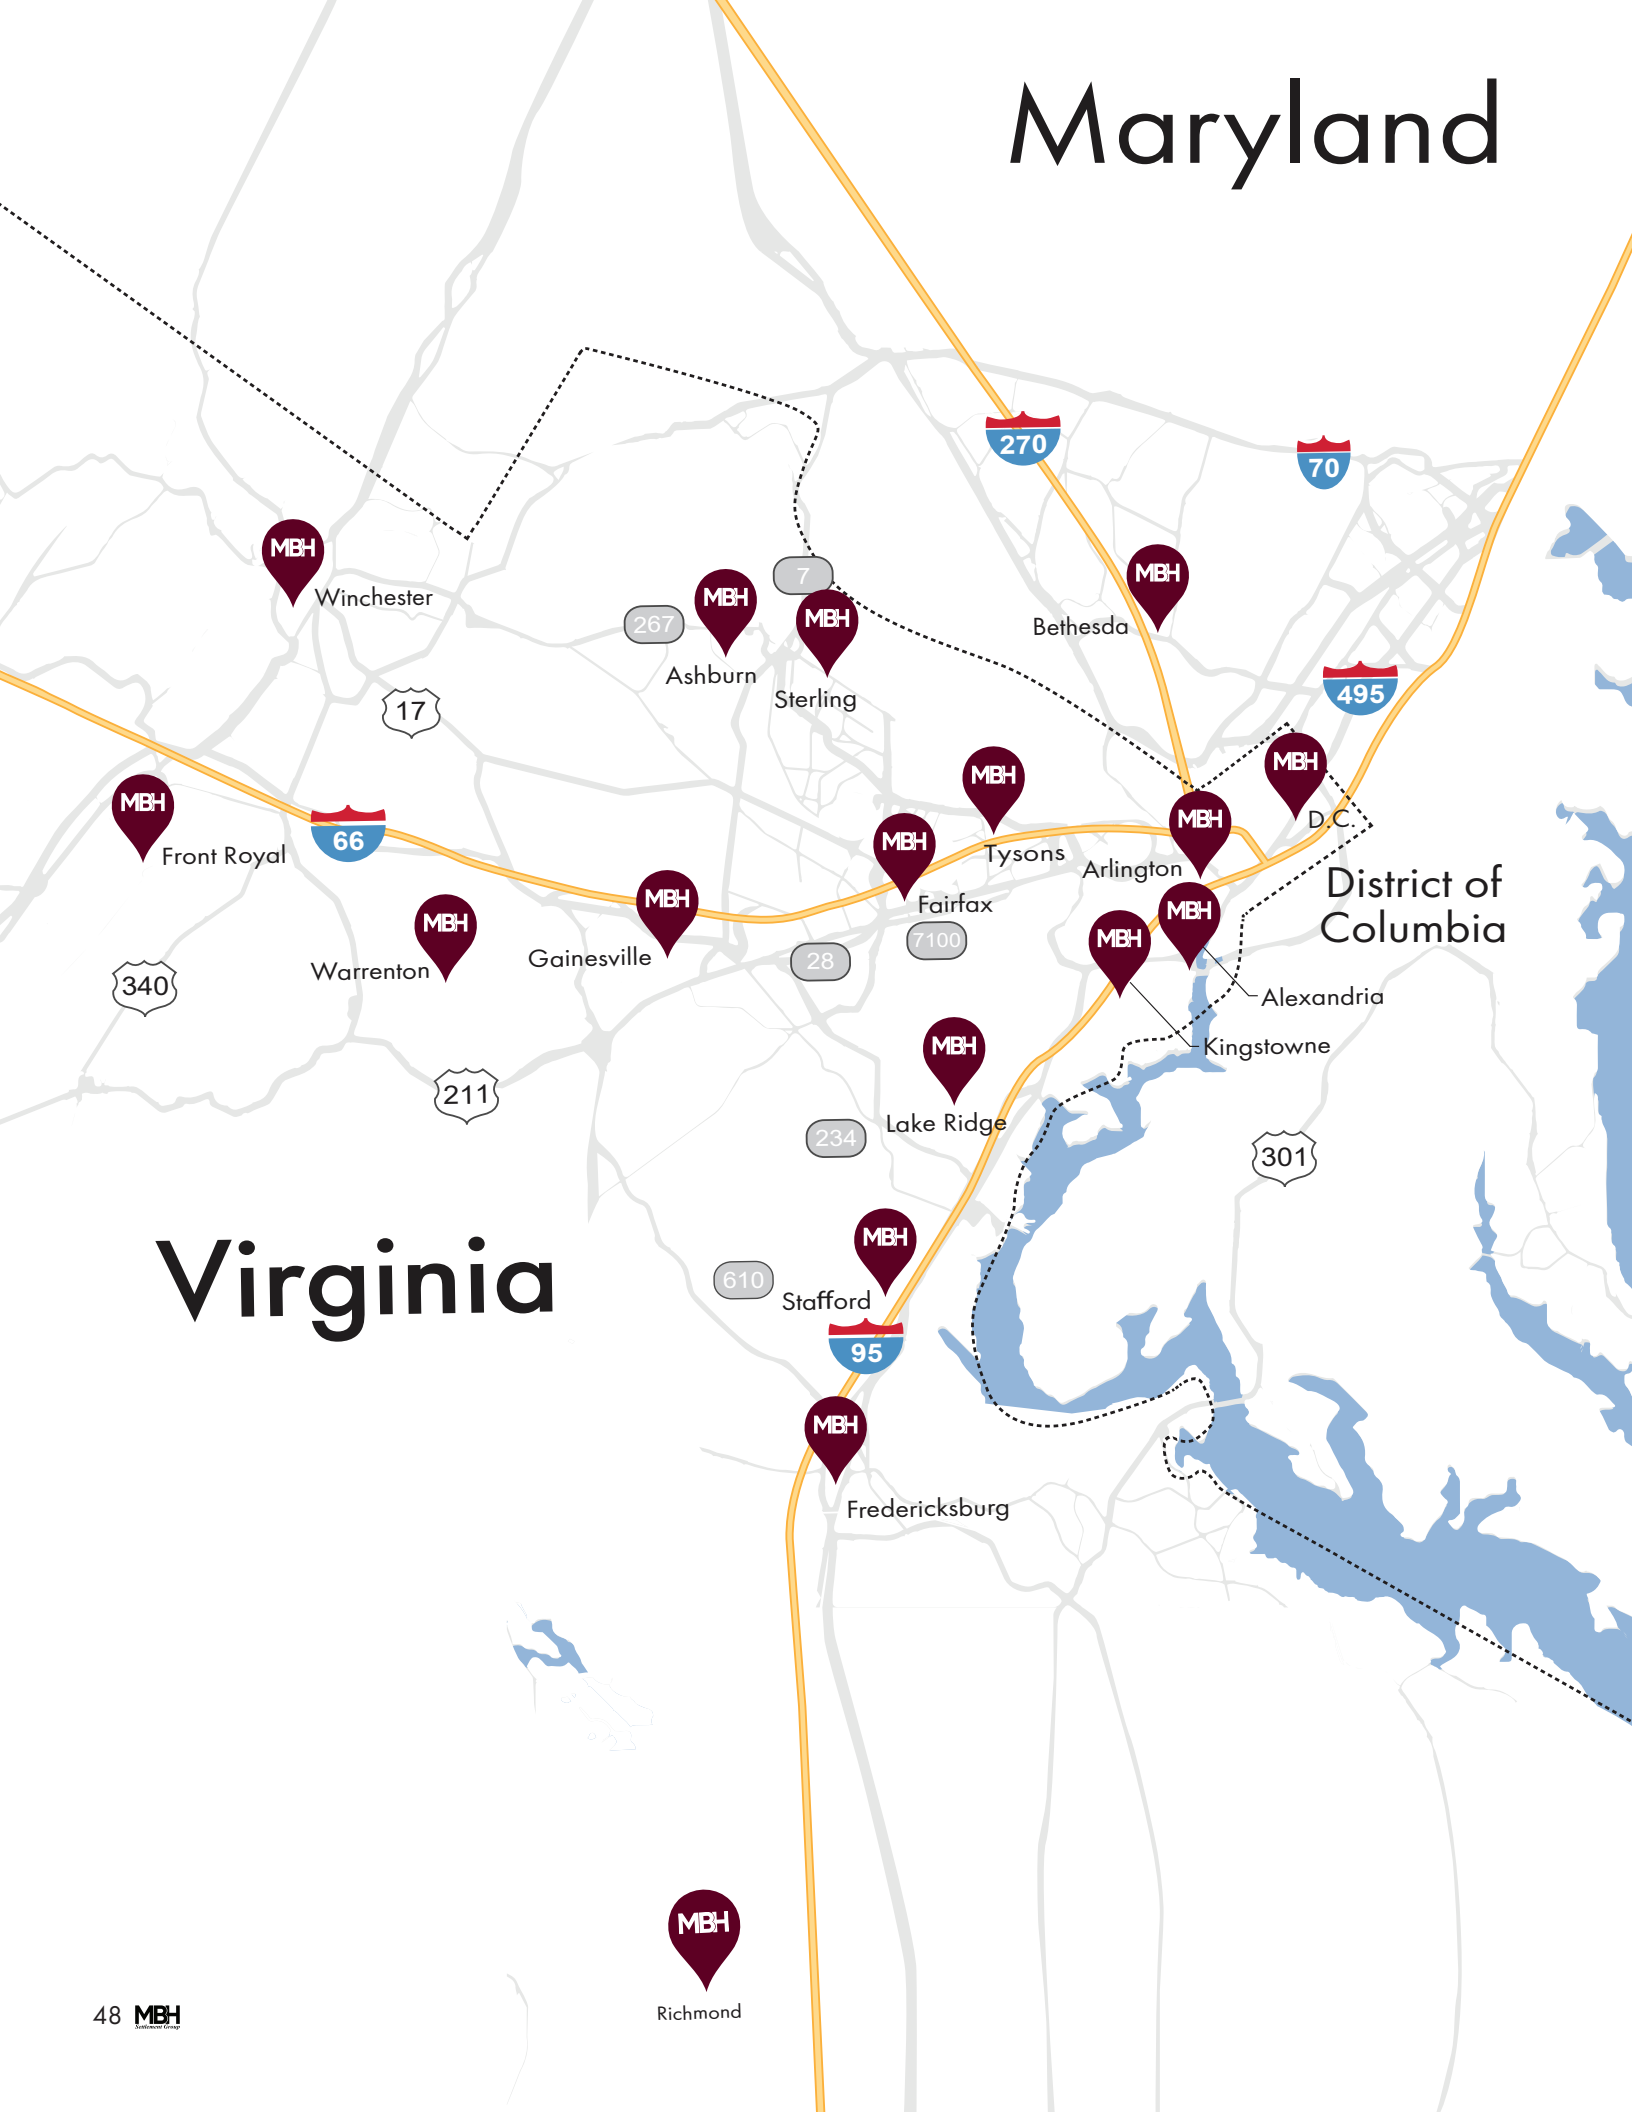 Maryland
270
70
MBH
Winchester
MBH
Bethesda
7
MBH
Ashburn
267
MBH
Sterling
495
17
MBH
D.C.
MBH
Tysons
MBH
Front Royal
66
MBH
Arlington
MBH
Fairfax
District of
Columbia
MBH
Gainesville
MBH
Warrenton
MBH
Alexandria
MBH
Kingstowne
7100
28
340
MBH
Lake Ridge
211
234
301
Virginia
MBH
Stafford
610
95
MBH
Fredericksburg
MBH
Richmond
48 MBH
Settlement Group